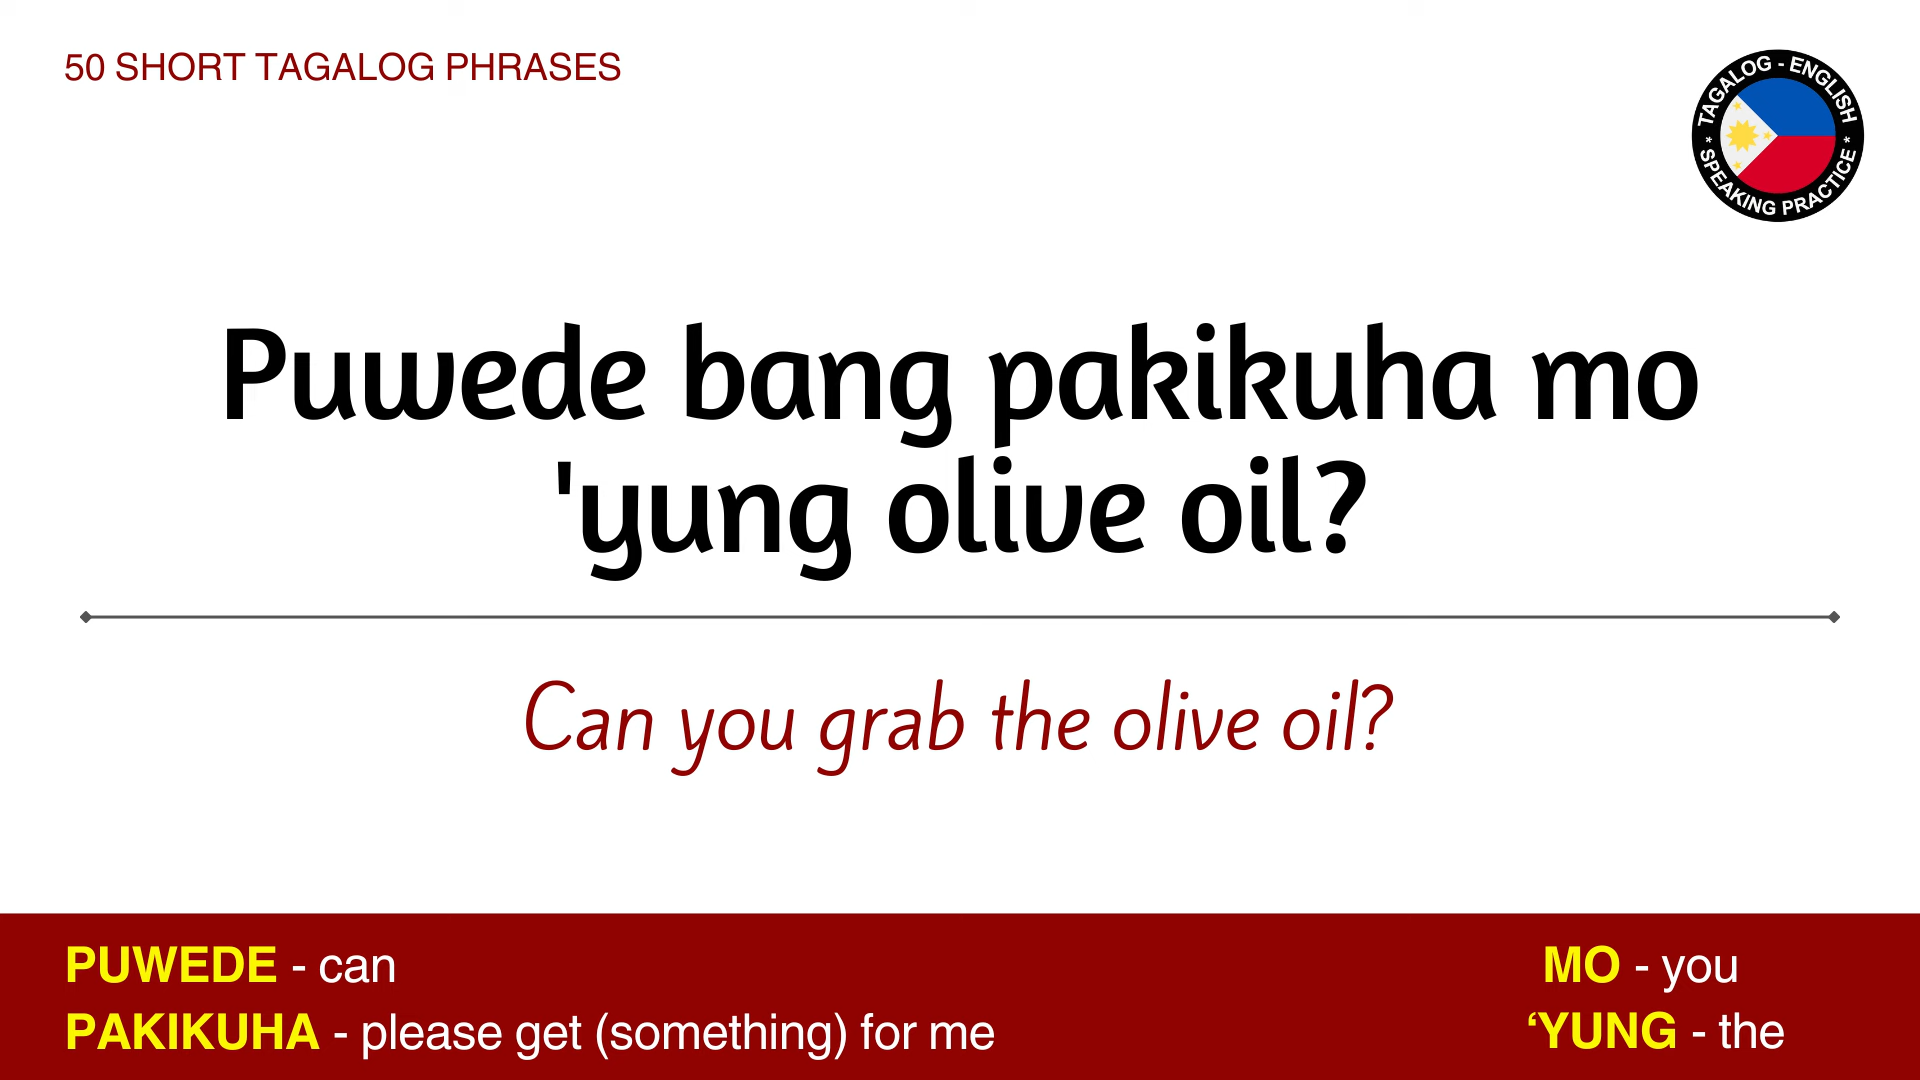 50 SHORT TAGALOG PHRASES
TAGALOG - ENGLISH
* SPEAKING PRACTICE *
Puwede bang pakikuha mo
'yung olive oil?
Can you grab the olive oil?
PUWEDE - can
PAKIKUHA - please get (something) for me
MO - you
‘YUNG - the